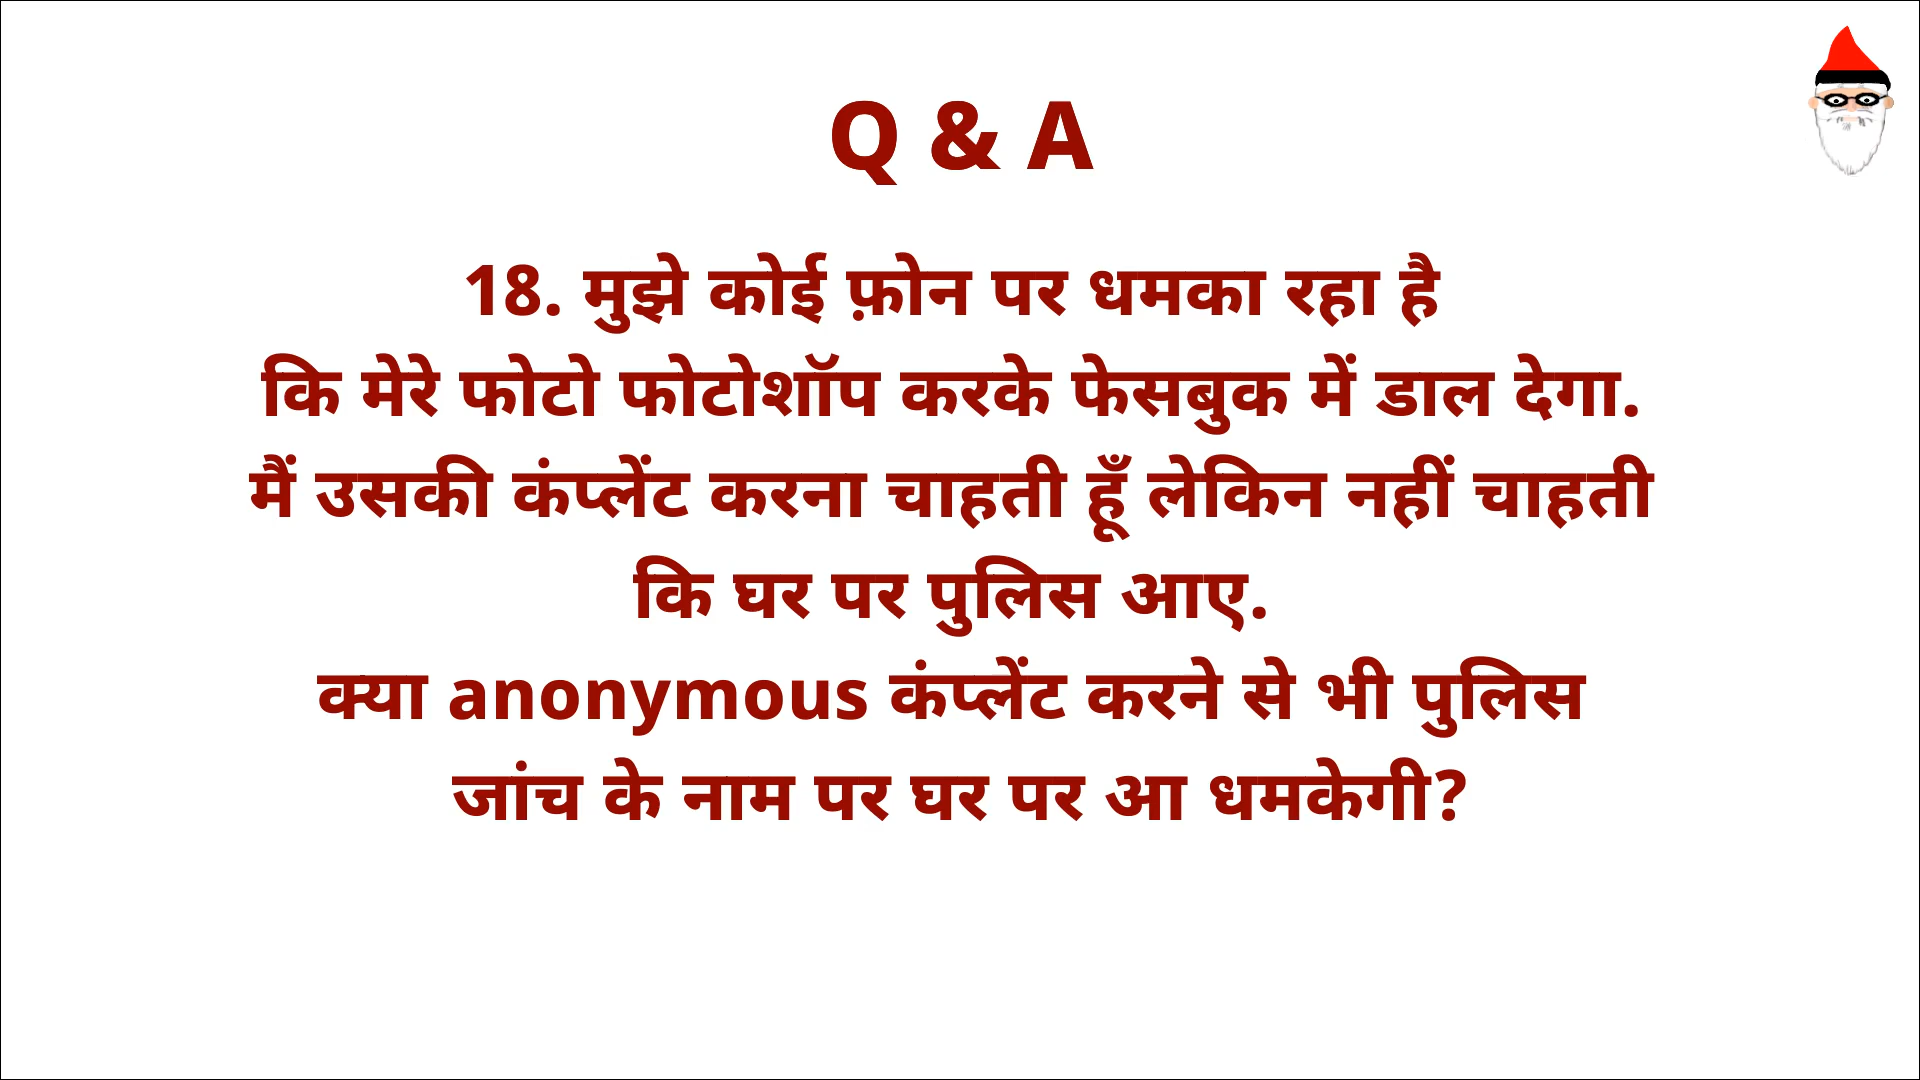 Q & A
18. मुझे कोई फ़ोन पर धमका रहा है
कि मेरे फोटो फोटोशॉप करके फेसबुक में डाल देगा.
मैं उसकी कंप्लेंट करना चाहती हूँ लेकिन नहीं चाहती
कि घर पर पुलिस आए.
क्या anonymous कंप्लेंट करने से भी पुलिस
जांच के नाम पर घर पर आ धमकेगी?